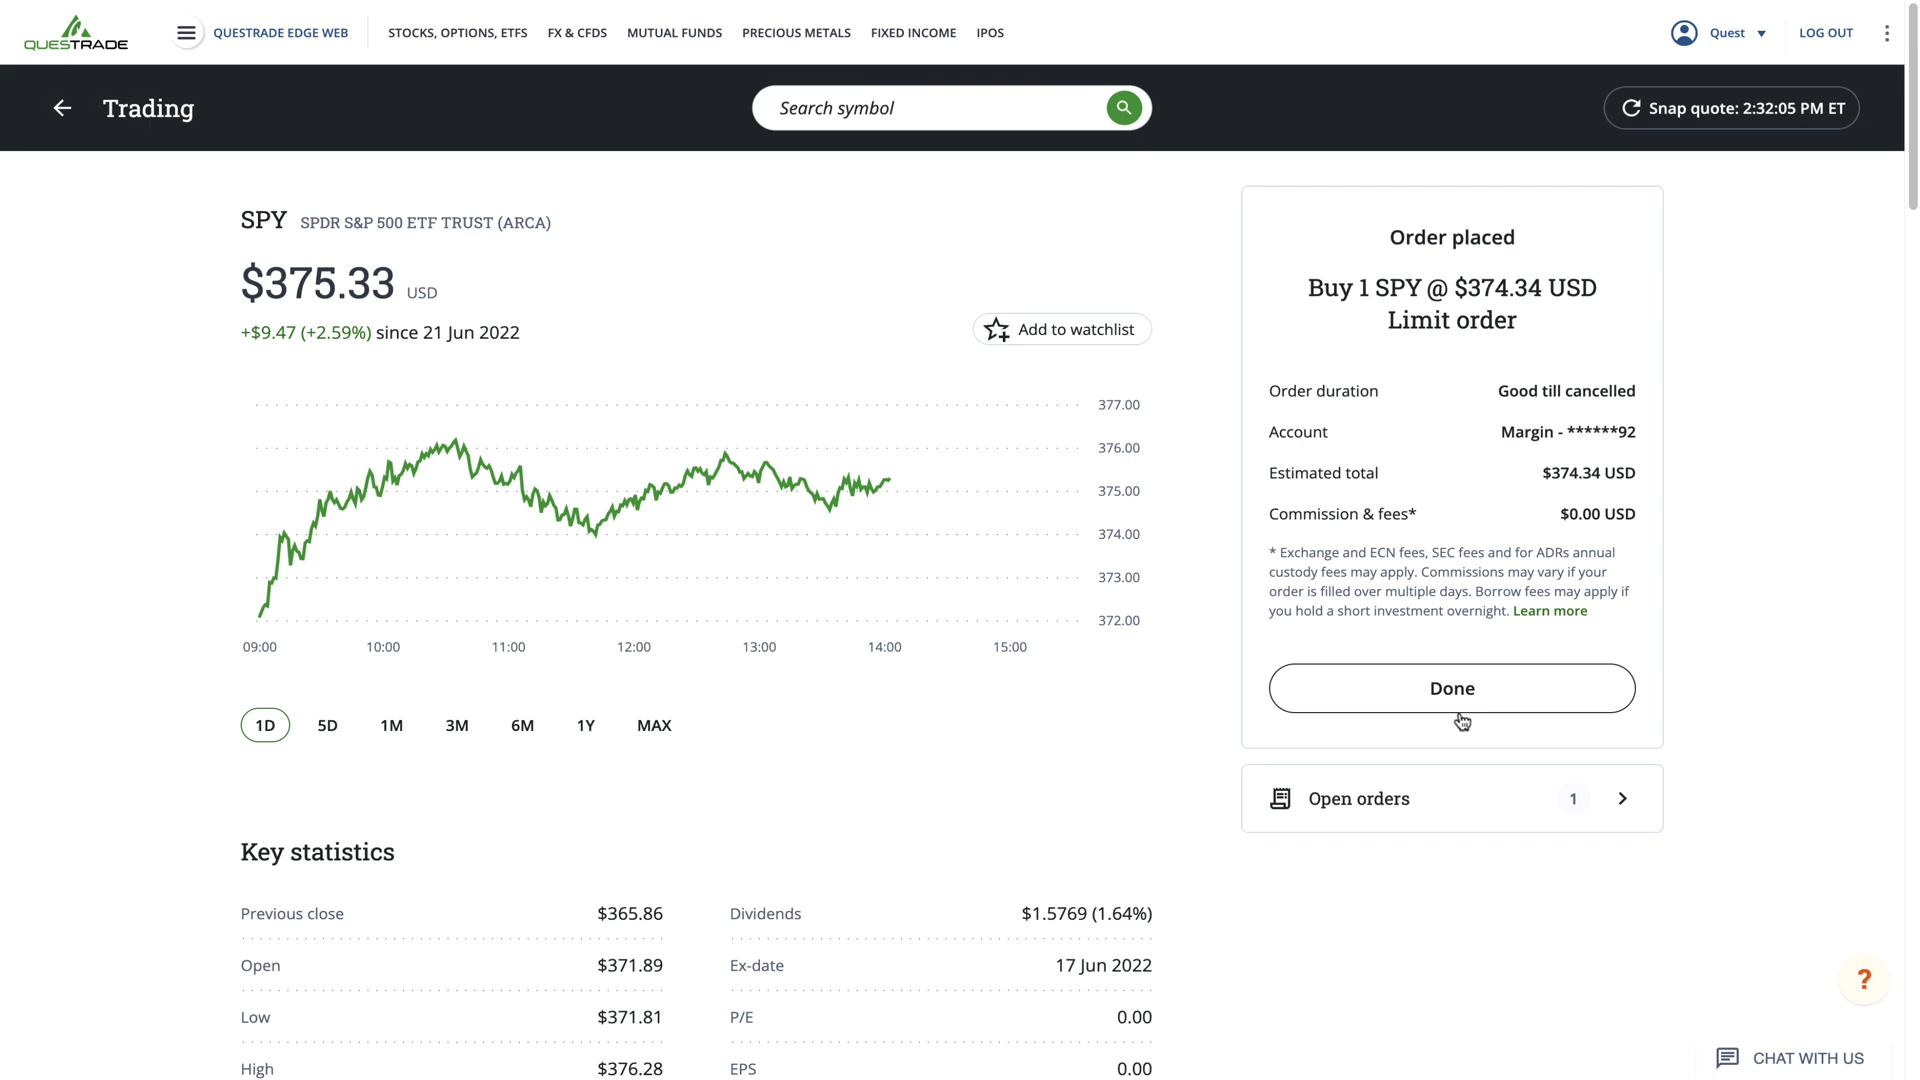 QUESTRADE
QUESTRADE EDGE WEB
STOCKS, OPTIONS, ETFS
FX & CFDS
MUTUAL FUNDS
PRECIOUS METALS
FIXED INCOME
IPOS
Quest
LOG OUT
Trading
Search symbol
Snap quote: 2:32:05 PM ET
SPY SPDR S&P 500 ETF TRUST (ARCA)
$375.33 USD
+$9.47 (+2.59%) since 21 Jun 2022
Add to watchlist
377.00
376.00
375.00
374.00
373.00
372.00
09:00 10:00 11:00 12:00 13:00 14:00 15:00
1D 5D 1M 3M 6M 1Y MAX
Key statistics
Previous close $365.86
Open $371.89
Low $371.81
High $376.28
Dividends $1.5769 (1.64%)
Ex-date 17 Jun 2022
P/E 0.00
EPS 0.00
Order placed
Buy 1 SPY @ $374.34 USD
Limit order
Order duration Good till cancelled
Account Margin - ******92
Estimated total $374.34 USD
Commission & fees* $0.00 USD
* Exchange and ECN fees, SEC fees and for ADRs annual
custody fees may apply. Commissions may vary if your
order is filled over multiple days. Borrow fees may apply if
you hold a short investment overnight. Learn more
Done
Open orders 1
?
CHAT WITH US